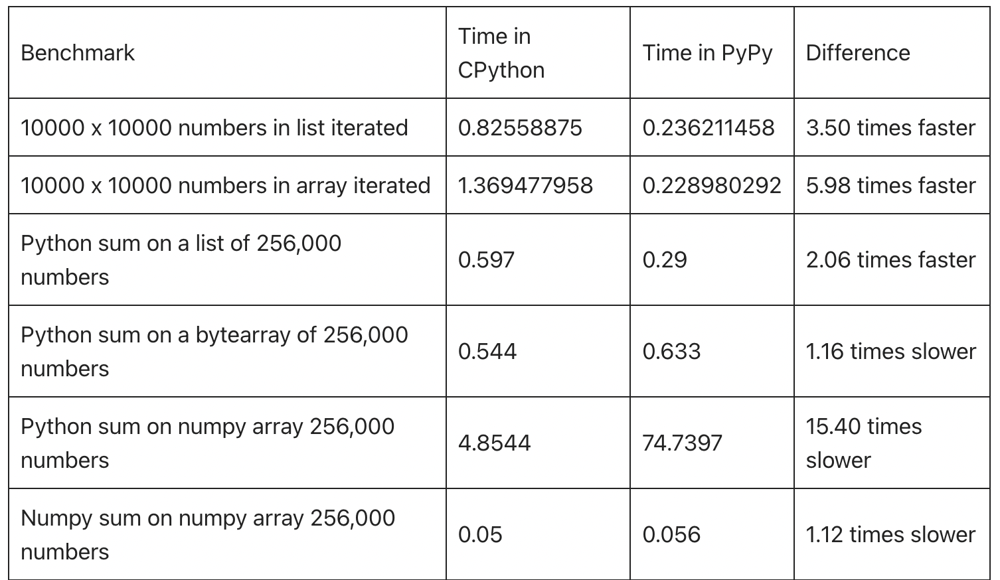 Benchmark
Time in
CPython
Time in PyPy
Difference
10000 x 10000 numbers in list iterated
0.82558875
0.236211458
3.50 times faster
10000 x 10000 numbers in array iterated
1.369477958
0.228980292
5.98 times faster
Python sum on a list of 256,000
numbers
0.597
0.29
2.06 times faster
Python sum on a bytearray of 256,000
numbers
0.544
0.633
1.16 times slower
Python sum on numpy array 256,000
numbers
4.8544
74.7397
15.40 times
slower
Numpy sum on numpy array 256,000
numbers
0.05
0.056
1.12 times slower